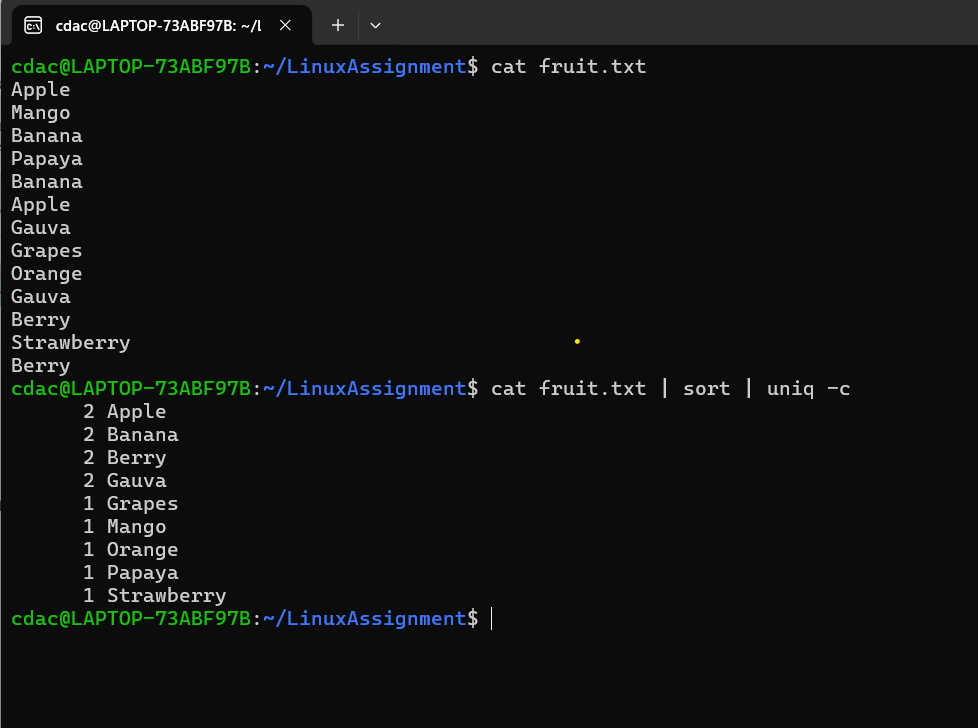 cdac@LAPTOP-73ABF97B: ~/L
cdac@LAPTOP-73ABF97B:~/LinuxAssignment$ cat fruit.txt
Apple
Mango
Banana
Papaya
Banana
Apple
Gauva
Grapes
Orange
Gauva
Berry
Strawberry
Berry
cdac@LAPTOP-73ABF97B:~/LinuxAssignment$ cat fruit.txt | sort | uniq -c
      2 Apple
      2 Banana
      2 Berry
      2 Gauva
      1 Grapes
      1 Mango
      1 Orange
      1 Papaya
      1 Strawberry
cdac@LAPTOP-73ABF97B:~/LinuxAssignment$